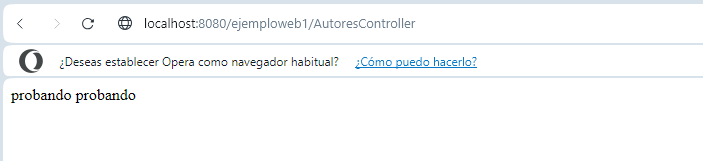 localhost:8080/ejemploweb1/AutoresController
¿Deseas establecer Opera como navegador habitual? ¿Cómo puedo hacerlo?
probando probando